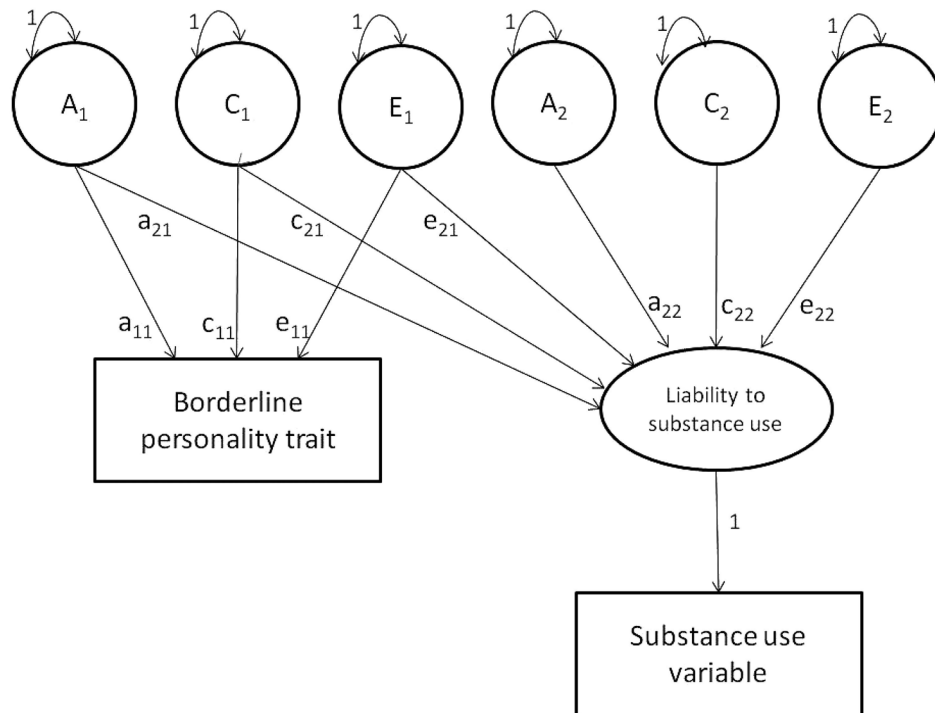 1 1 1 1 1 1
A₁ C₁ E₁ A₂ C₂ E₂
a₂₁ c₂₁ e₂₁
a₁₁ c₁₁ e₁₁ a₂₂ c₂₂ e₂₂
Borderline
personality trait
Liability to
substance use
1
Substance use
variable